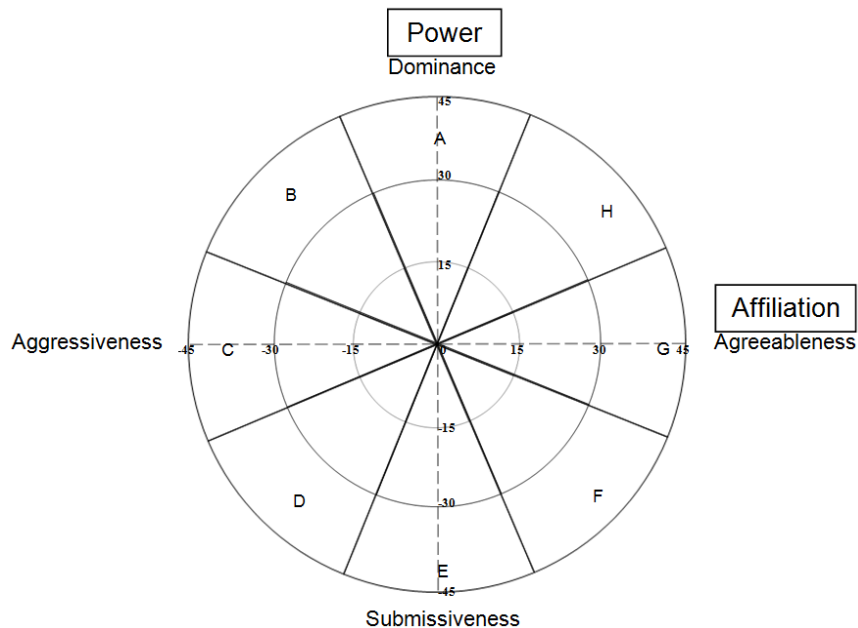 Power
Dominance
45
A
30
B
H
15
Affiliation
Aggressiveness
-45
C
-30
-15
0
15
30
G
45
Agreeableness
-15
D
-30
F
E
-45
Submissiveness